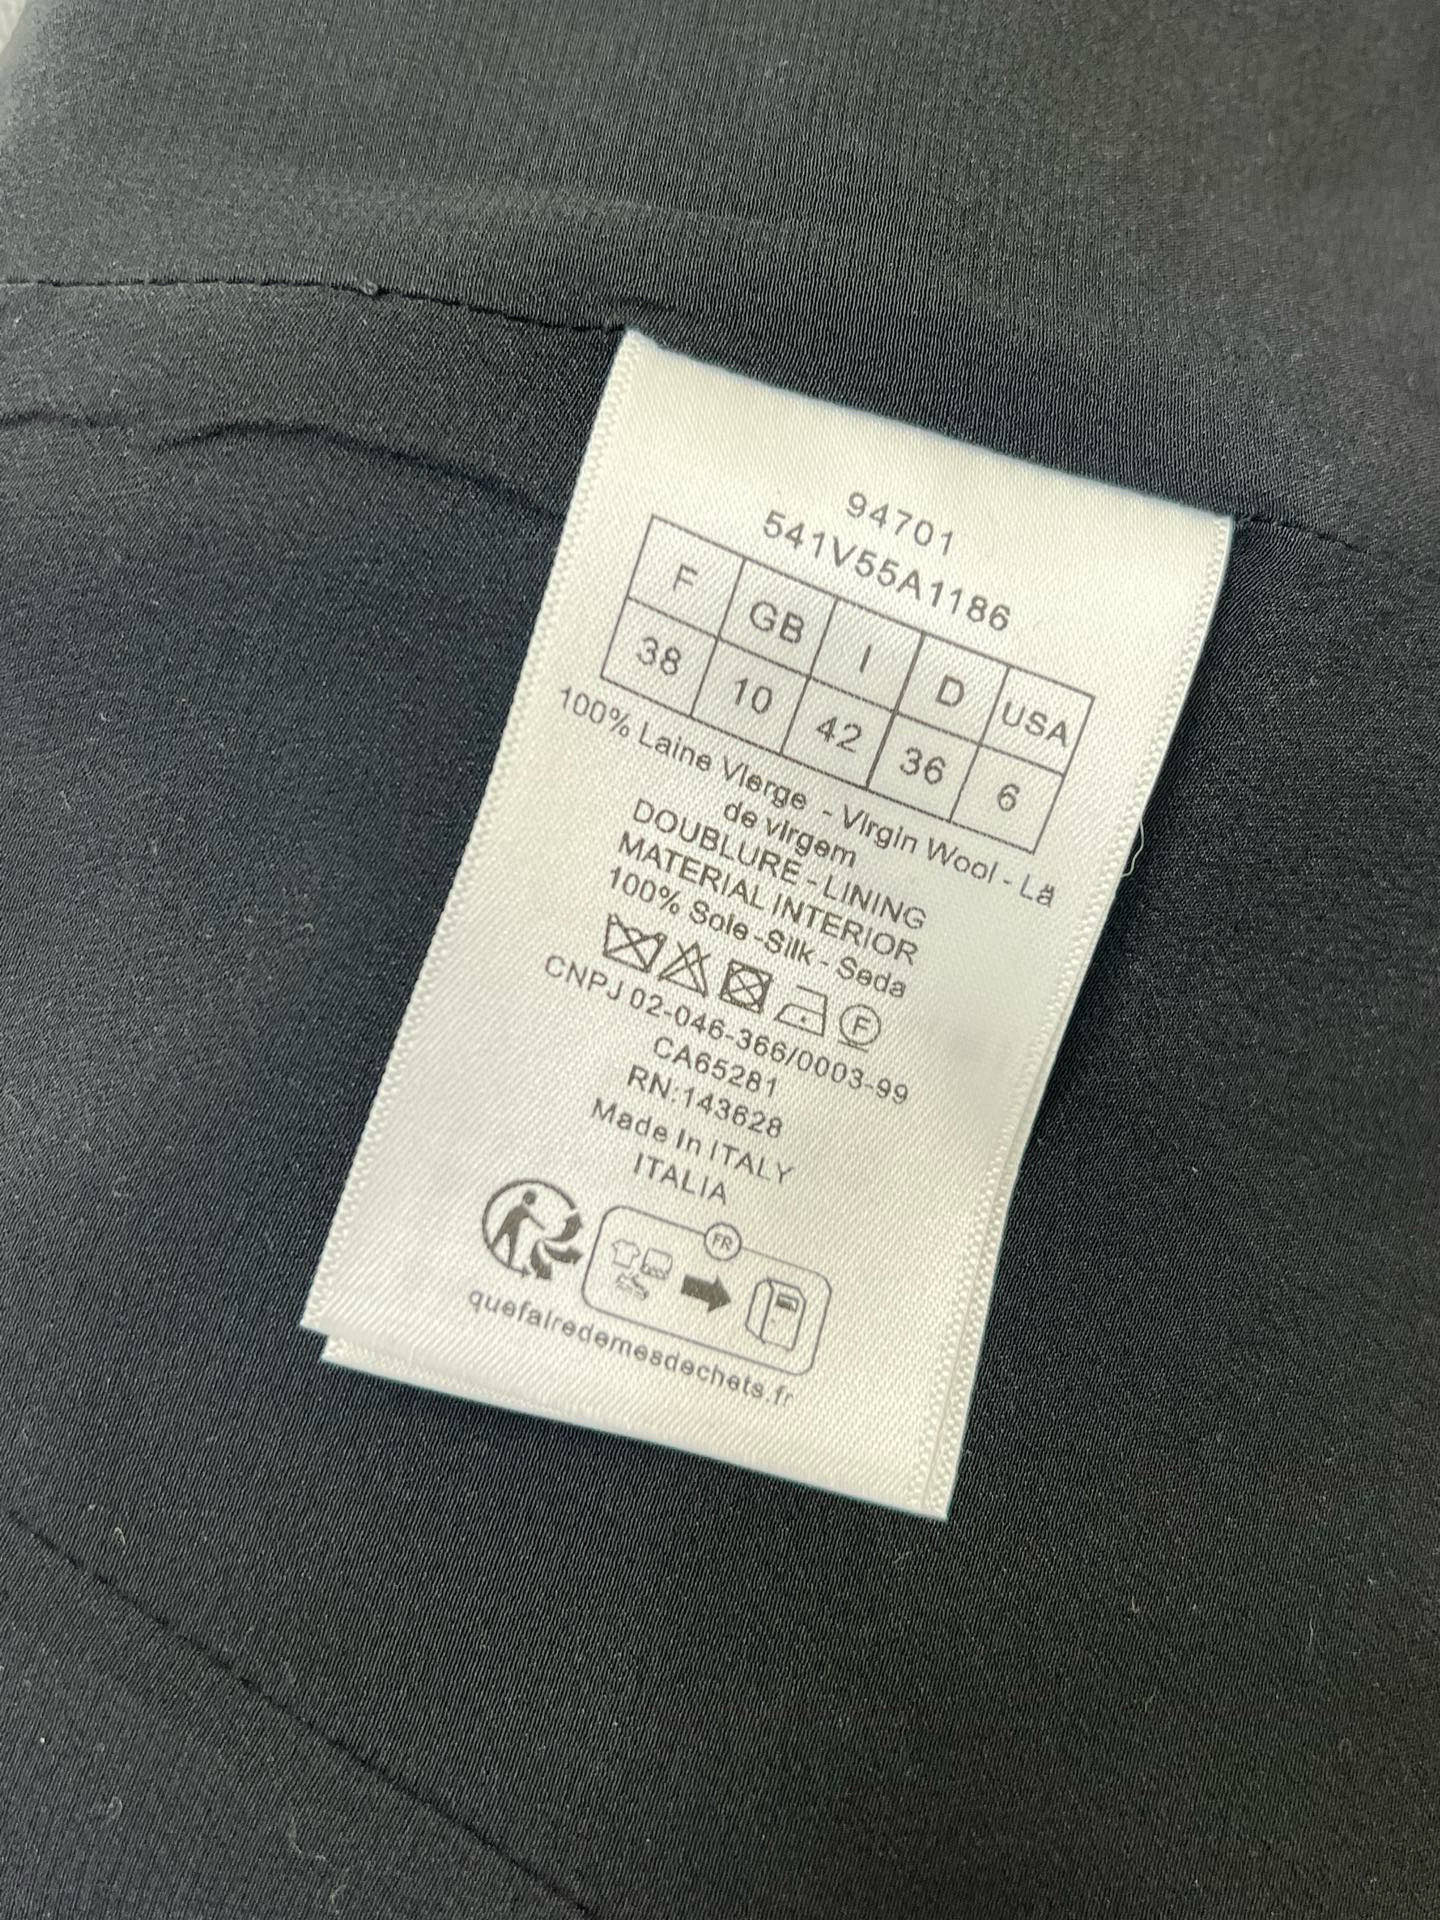 94701
541V55A1186
F GB I D USA
38 10 42 36 6
100% Laine Vierge - Virgin Wool - Lã
de virgem
DOUBLURE - LINING
MATERIAL INTERIOR
100% Soie - Silk - Seda
F
CNPJ 02-046-366/0003-99
CA65281
RN:143628
Made In ITALY
ITALIA
FR
quefairedemesdechets.fr